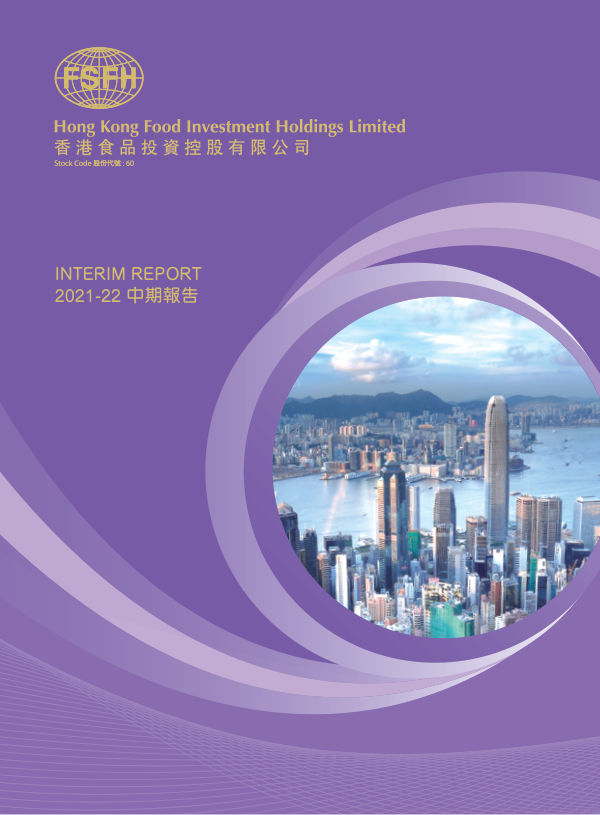 FSFH
Hong Kong Food Investment Holdings Limited
香港食品投資控股有限公司
Stock Code 股份代號 : 60
INTERIM REPORT
2021-22 中期報告